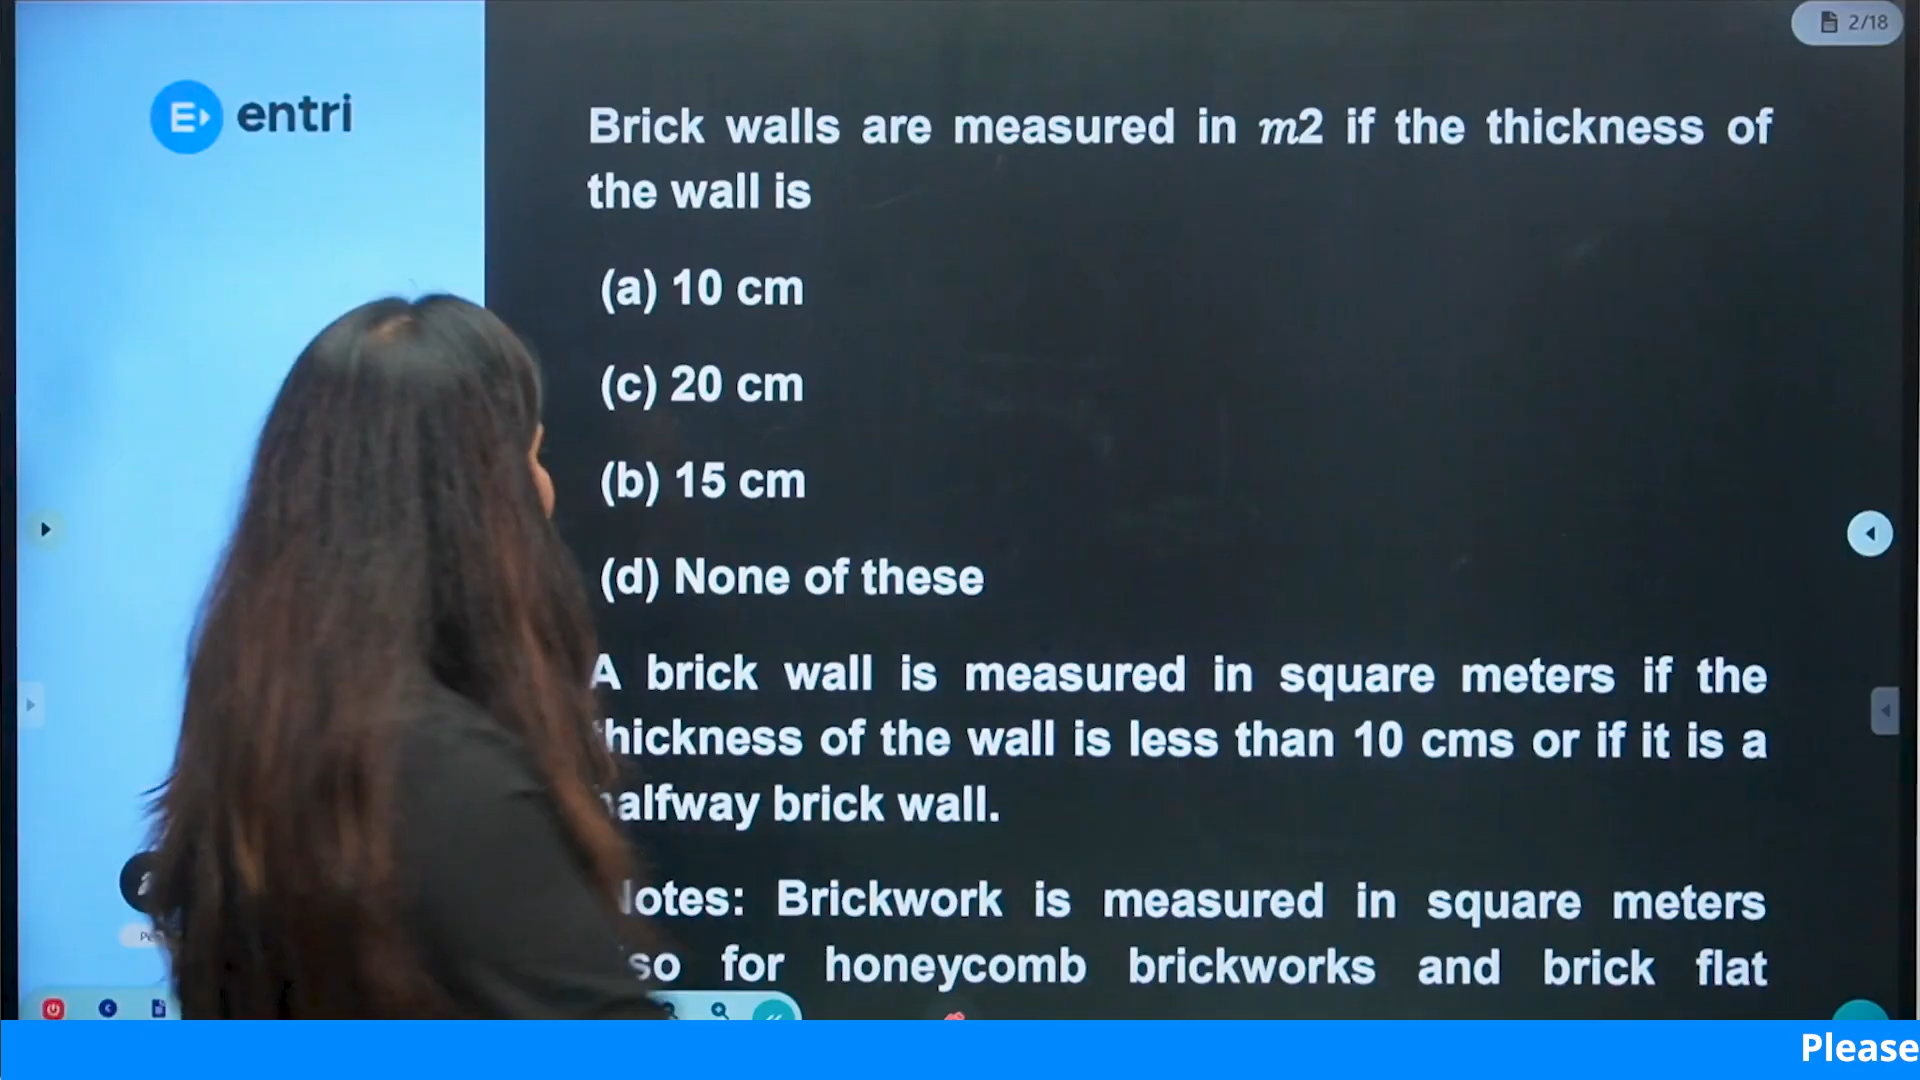 2/18
entri
Brick walls are measured in m2 if the thickness of
the wall is
(a) 10 cm
(c) 20 cm
(b) 15 cm
(d) None of these
A brick wall is measured in square meters if the
thickness of the wall is less than 10 cms or if it is a
halfway brick wall.
Notes: Brickwork is measured in square meters
so for honeycomb brickworks and brick flat
Please